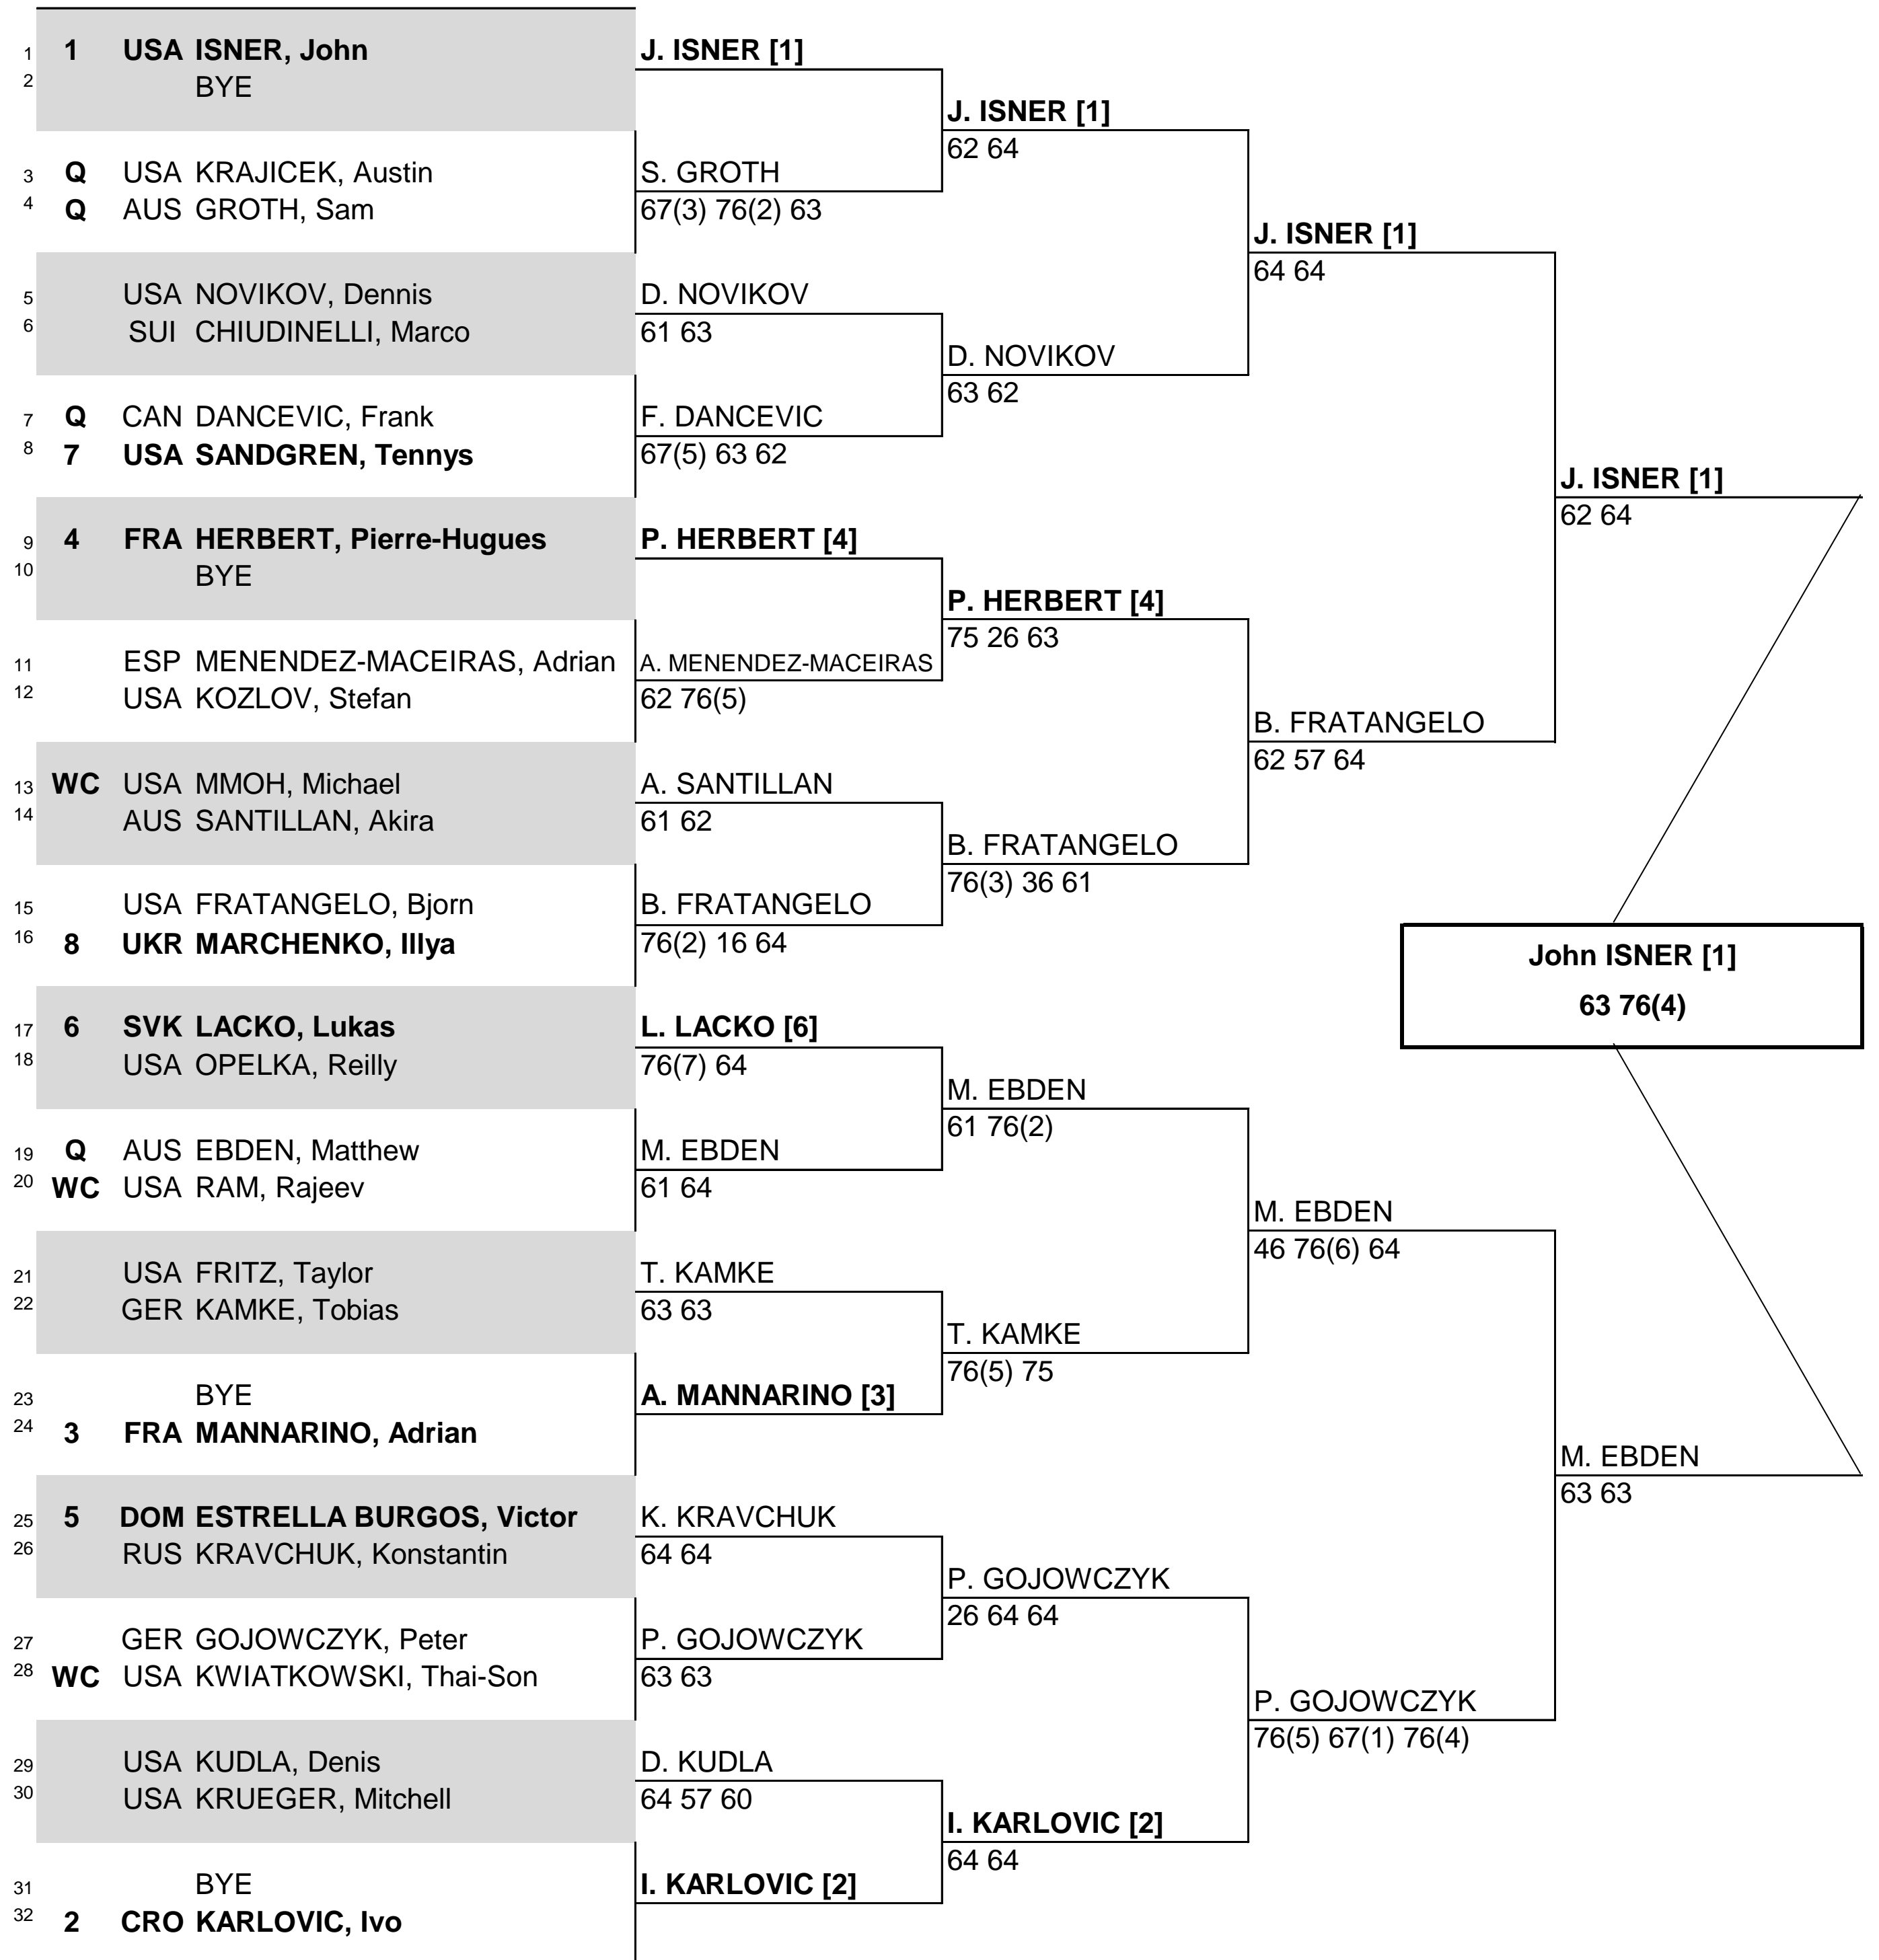 1 1 USA ISNER, John
2 BYE
3 Q USA KRAJICEK, Austin
4 Q AUS GROTH, Sam
5 USA NOVIKOV, Dennis
6 SUI CHIUDINELLI, Marco
7 Q CAN DANCEVIC, Frank
8 7 USA SANDGREN, Tennys
9 4 FRA HERBERT, Pierre-Hugues
10 BYE
11 ESP MENENDEZ-MACEIRAS, Adrian
12 USA KOZLOV, Stefan
13 WC USA MMOH, Michael
14 AUS SANTILLAN, Akira
15 USA FRATANGELO, Bjorn
16 8 UKR MARCHENKO, Illya
17 6 SVK LACKO, Lukas
18 USA OPELKA, Reilly
19 Q AUS EBDEN, Matthew
20 WC USA RAM, Rajeev
21 USA FRITZ, Taylor
22 GER KAMKE, Tobias
23 BYE
24 3 FRA MANNARINO, Adrian
25 5 DOM ESTRELLA BURGOS, Victor
26 RUS KRAVCHUK, Konstantin
27 GER GOJOWCZYK, Peter
28 WC USA KWIATKOWSKI, Thai-Son
29 USA KUDLA, Denis
30 USA KRUEGER, Mitchell
31 BYE
32 2 CRO KARLOVIC, Ivo
J. ISNER [1]
S. GROTH
67(3) 76(2) 63
D. NOVIKOV
61 63
F. DANCEVIC
67(5) 63 62
P. HERBERT [4]
A. MENENDEZ-MACEIRAS
62 76(5)
A. SANTILLAN
61 62
B. FRATANGELO
76(2) 16 64
L. LACKO [6]
76(7) 64
M. EBDEN
61 64
T. KAMKE
63 63
A. MANNARINO [3]
K. KRAVCHUK
64 64
P. GOJOWCZYK
63 63
D. KUDLA
64 57 60
I. KARLOVIC [2]
J. ISNER [1]
62 64
D. NOVIKOV
63 62
P. HERBERT [4]
75 26 63
B. FRATANGELO
76(3) 36 61
M. EBDEN
61 76(2)
T. KAMKE
76(5) 75
P. GOJOWCZYK
26 64 64
I. KARLOVIC [2]
64 64
J. ISNER [1]
64 64
B. FRATANGELO
62 57 64
M. EBDEN
46 76(6) 64
P. GOJOWCZYK
76(5) 67(1) 76(4)
J. ISNER [1]
62 64
M. EBDEN
63 63
John ISNER [1]
63 76(4)